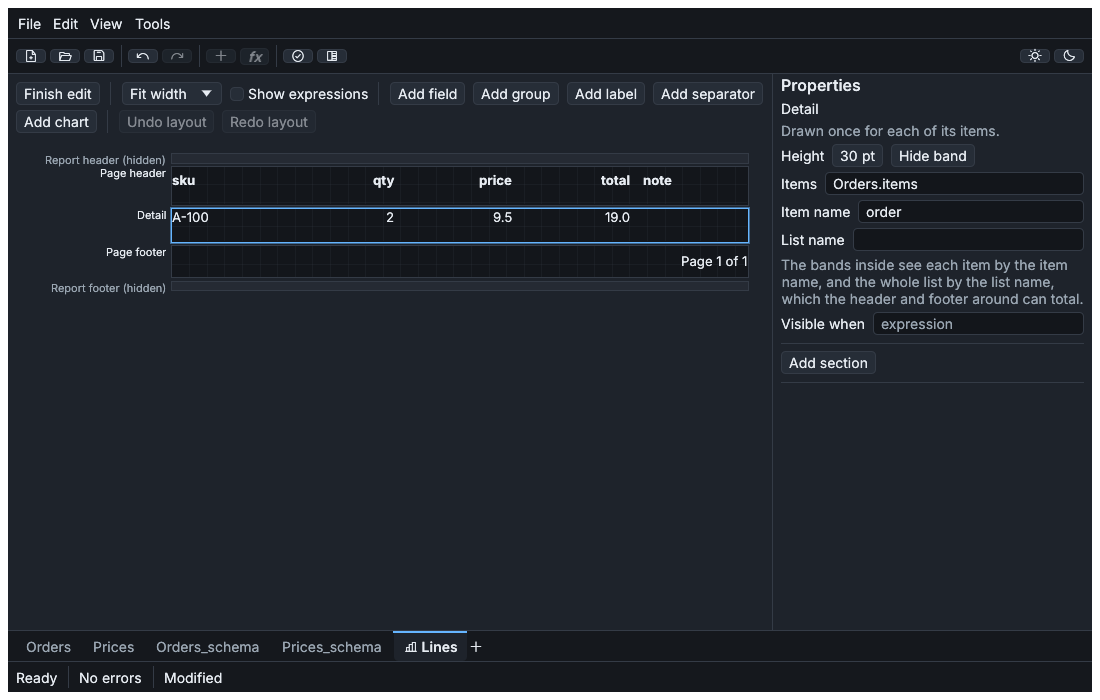 File Edit View Tools
fx
Finish edit Fit width Show expressions Add field Add group Add label Add separator
Add chart Undo layout Redo layout
Report header (hidden)
Page header sku qty price total note
Detail A-100 2 9.5 19.0
Page footer Page 1 of 1
Report footer (hidden)
Properties
Detail
Drawn once for each of its items.
Height 30 pt Hide band
Items Orders.items
Item name order
List name
The bands inside see each item by the item
name, and the whole list by the list name,
which the header and footer around can total.
Visible when expression
Add section
Orders Prices Orders_schema Prices_schema Lines +
Ready No errors Modified